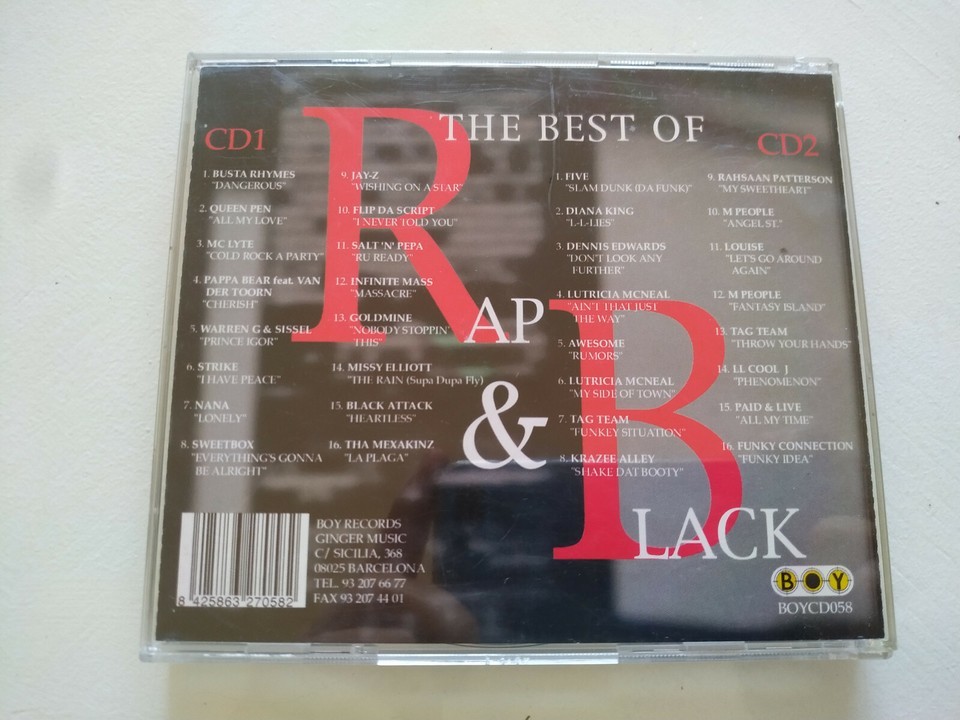 THE BEST OF
RAP
&
BLACK
CD1
1. BUSTA RHYMES
"DANGEROUS"
2. QUEEN PEN
"ALL MY LOVE"
3. MC LYTE
"COLD ROCK A PARTY"
4. PAPPA BEAR feat. VAN
DER TOORN
"CHERISH"
5. WARREN G & SISSEL
"PRINCE IGOR"
6. STRIKE
"I HAVE PEACE"
7. NANA
"LONELY"
8. SWEETBOX
"EVERYTHING'S GONNA
BE ALRIGHT"
9. JAY-Z
"WISHING ON A STAR"
10. FLIP DA SCRIPT
"I NEVER TOLD YOU"
11. SALT 'N' PEPA
"RU READY"
12. INFINITE MASS
"MASSACRE"
13. GOLDMINE
"NOBODY STOPPIN'
THIS"
14. MISSY ELLIOTT
"THE RAIN (Supa Dupa Fly)
15. BLACK ATTACK
"HEARTLESS"
16. THA MEXAKINZ
"LA PLAGA"
CD2
1. FIVE
"SLAM DUNK (DA FUNK)"
2. DIANA KING
"L-L-LIES"
3. DENNIS EDWARDS
"DON'T LOOK ANY
FURTHER"
4. LUTRICIA MCNEAL
"AIN'T THAT JUST
THE WAY"
5. AWESOME
"RUMORS"
6. LUTRICIA MCNEAL
"MY SIDE OF TOWN"
7. TAG TEAM
"FUNKEY SITUATION"
8. KRAZEE ALLEY
"SHAKE DAT BOOTY"
9. RAHSAAN PATTERSON
"MY SWEETHEART"
10. M PEOPLE
"ANGEL ST."
11. LOUISE
"LET'S GO AROUND
AGAIN"
12. M PEOPLE
"FANTASY ISLAND"
13. TAG TEAM
"THROW YOUR HANDS"
14. LL COOL J
"PHENOMENON"
15. PAID & LIVE
"ALL MY TIME"
16. FUNKY CONNECTION
"FUNKY IDEA"
8 425863 270582
BOY RECORDS
GINGER MUSIC
C/ SICILIA, 368
08025 BARCELONA
TEL. 93 207 66 77
FAX 93 207 44 01
BOY
BOYCD058